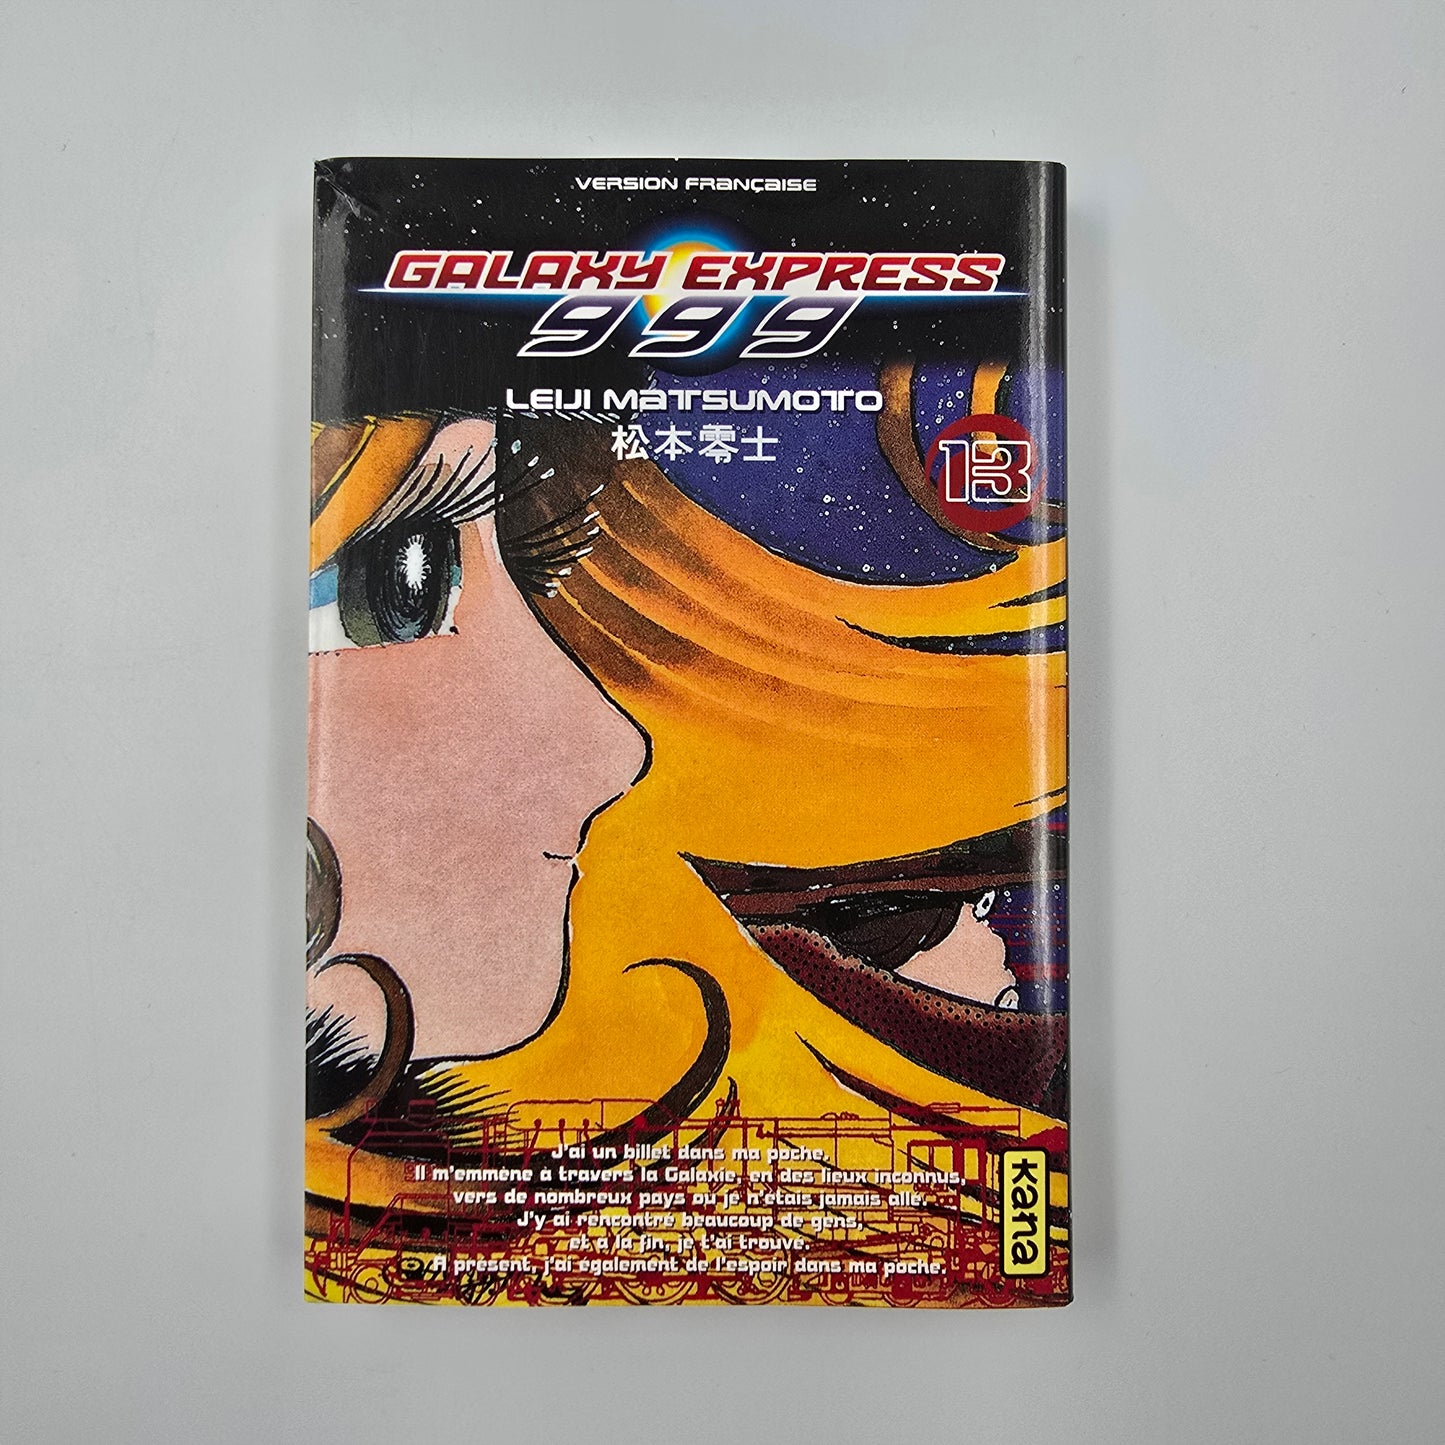 VERSION FRANÇAISE
GALAXY EXPRESS
999
LEIJI MATSUMOTO
松本零士
13
J'ai un billet dans ma poche.
Il m'emmène à travers la Galaxie, en des lieux inconnus,
vers de nombreux pays où je n'étais jamais allé.
J'y ai rencontré beaucoup de gens,
et à la fin, je t'ai trouvé.
A présent, j'ai également de l'espoir dans ma poche.
Kana